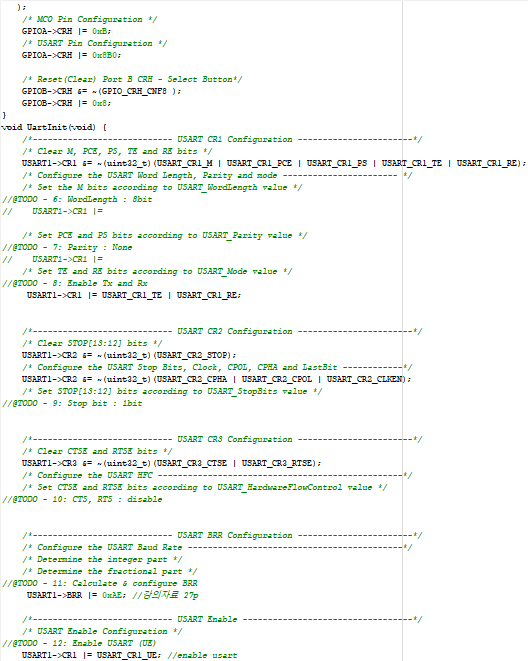 );
/* MCO Pin Configuration */
GPIOA->CRH |= 0xB;
/* USART Pin Configuration */
GPIOA->CRH |= 0x8B0;
/* Reset(Clear) Port B CRH - Select Button*/
GPIOB->CRH &= ~(GPIO_CRH_CNF8 );
GPIOB->CRH |= 0x8;
}
void UartInit(void) {
/*---------------------------- USART CR1 Configuration -----------------------*/
/* Clear M, PCE, PS, TE and RE bits */
USART1->CR1 &= ~(uint32_t)(USART_CR1_M | USART_CR1_PCE | USART_CR1_PS | USART_CR1_TE | USART_CR1_RE);
/* Configure the USART Word Length, Parity and mode ----------------------- */
/* Set the M bits according to USART_WordLength value */
//@TODO - 6: WordLength : 8bit
// USART1->CR1 |=
/* Set PCE and PS bits according to USART_Parity value */
//@TODO - 7: Parity : None
// USART1->CR1 |=
/* Set TE and RE bits according to USART_Mode value */
//@TODO - 8: Enable Tx and Rx
USART1->CR1 |= USART_CR1_TE | USART_CR1_RE;
/*---------------------------- USART CR2 Configuration -----------------------*/
/* Clear STOP[13:12] bits */
USART1->CR2 &= ~(uint32_t)(USART_CR2_STOP);
/* Configure the USART Stop Bits, Clock, CPOL, CPHA and LastBit ------------*/
USART1->CR2 &= ~(uint32_t)(USART_CR2_CPHA | USART_CR2_CPOL | USART_CR2_CLKEN);
/* Set STOP[13:12] bits according to USART_StopBits value */
//@TODO - 9: Stop bit : 1bit
/*---------------------------- USART CR3 Configuration -----------------------*/
/* Clear CTSE and RTSE bits */
USART1->CR3 &= ~(uint32_t)(USART_CR3_CTSE | USART_CR3_RTSE);
/* Configure the USART HFC -------------------------------------------------*/
/* Set CTSE and RTSE bits according to USART_HardwareFlowControl value */
//@TODO - 10: CTS, RTS : disable
/*---------------------------- USART BRR Configuration -----------------------*/
/* Configure the USART Baud Rate -------------------------------------------*/
/* Determine the integer part */
/* Determine the fractional part */
//@TODO - 11: Calculate & configure BRR
USART1->BRR |= 0xAE; //강의자료 27p
/*---------------------------- USART Enable ----------------------------------*/
/* USART Enable Configuration */
//@TODO - 12: Enable USART (UE)
USART1->CR1 |= USART_CR1_UE; //enable usart